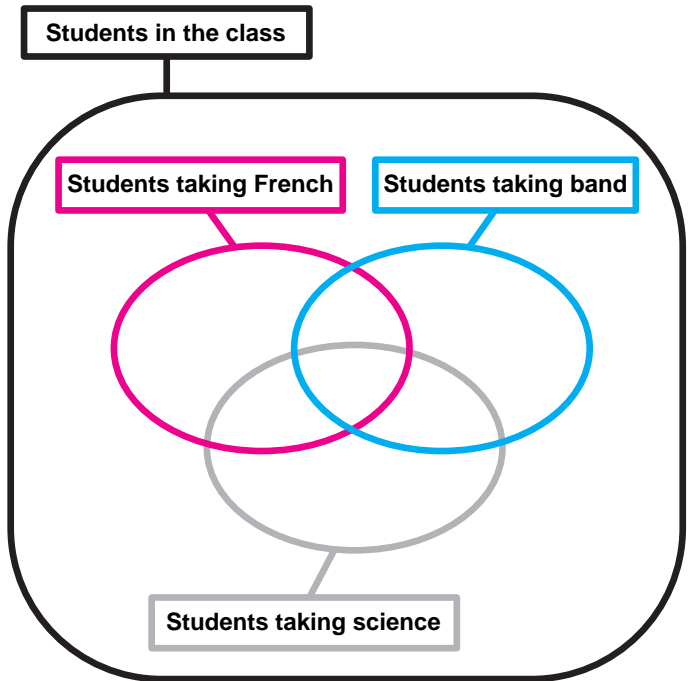 Students in the class
Students taking French
Students taking band
Students taking science